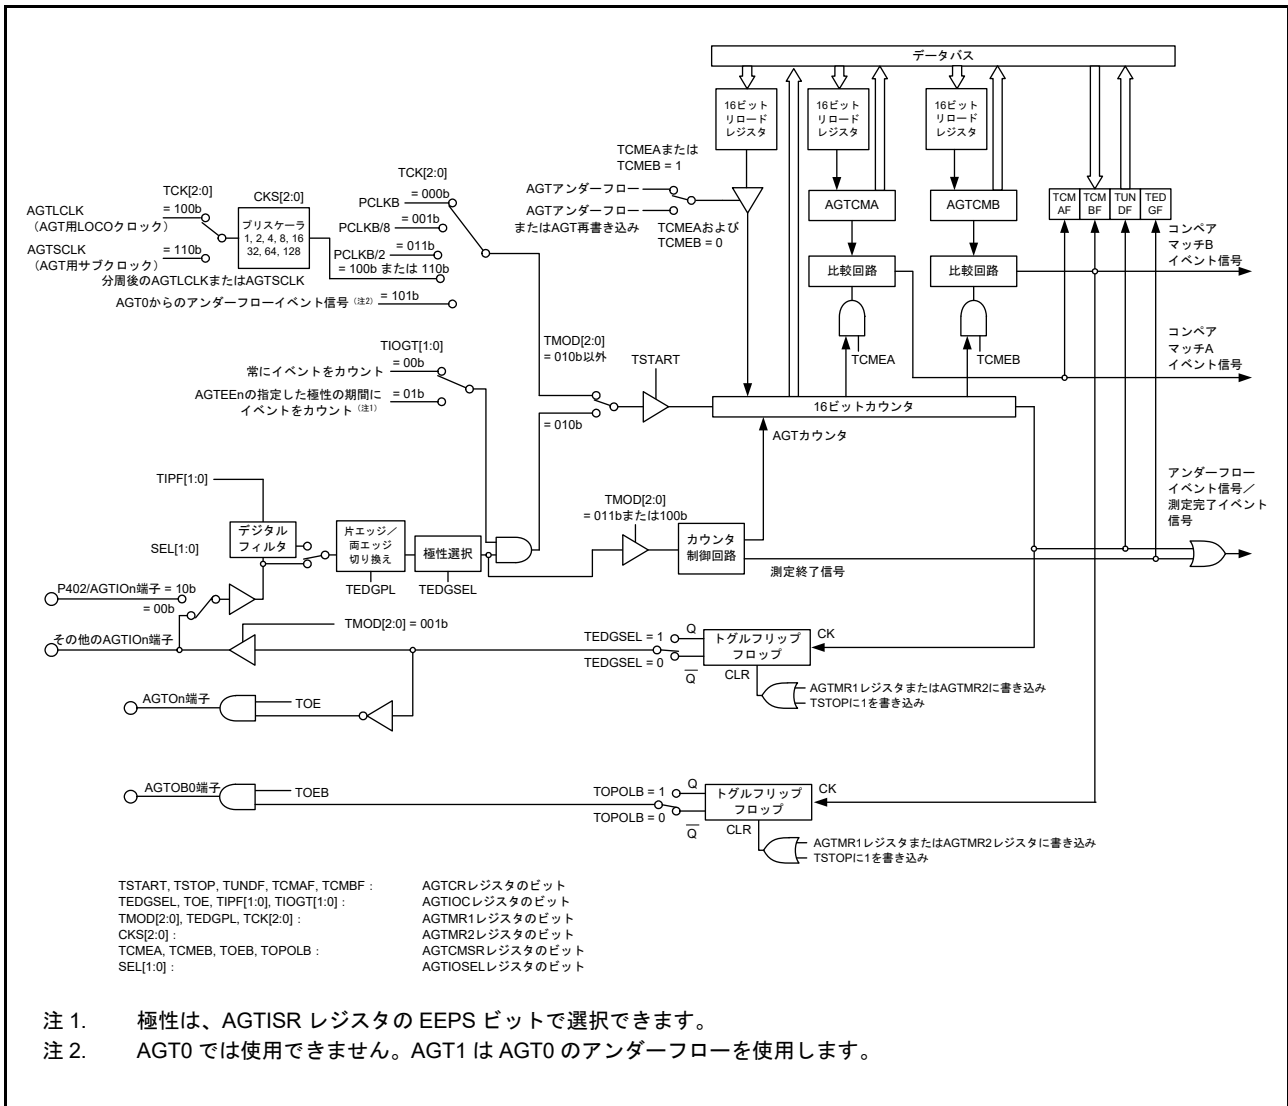 データバス
16ビット
リロード
レジスタ
16ビット
リロード
レジスタ
16ビット
リロード
レジスタ
TCMEAまたは
TCMEB = 1
AGTアンダーフロー
AGTアンダーフロー
またはAGT再書き込み
TCMEAおよび
TCMEB = 0
AGTCMA
AGTCMB
TCM
AF
TCM
BF
TUN
DF
TED
GF
比較回路
比較回路
TCMEA
TCMEB
コンペア
マッチB
イベント信号
コンペア
マッチA
イベント信号
TCK[2:0]
AGTLCLK
(AGT用LOCOクロック)
= 100b
AGTSCLK
(AGT用サブクロック)
= 110b
CKS[2:0]
プリスケーラ
1, 2, 4, 8, 16
32, 64, 128
TCK[2:0]
PCLKB
= 000b
PCLKB/8
= 001b
PCLKB/2
= 011b
= 100b または 110b
分周後のAGTLCLKまたはAGTSCLK
AGT0からのアンダーフローイベント信号 (注2)
= 101b
TIOGT[1:0]
常にイベントをカウント
= 00b
AGTEEnの指定した極性の期間に
イベントをカウント (注1)
= 01b
TMOD[2:0]
= 010b以外
= 010b
TSTART
16ビットカウンタ
AGTカウンタ
TIPF[1:0]
デジタル
フィルタ
SEL[1:0]
片エッジ／
両エッジ
切り換え
極性選択
TEDGPL
TEDGSEL
TMOD[2:0]
= 011bまたは100b
カウンタ
制御回路
測定終了信号
アンダーフロー
イベント信号／
測定完了イベント
信号
P402/AGTIOn端子 = 10b
= 00b
その他のAGTIOn端子
TMOD[2:0] = 001b
TEDGSEL = 1
TEDGSEL = 0
Q
Q
トグルフリップ
フロップ
CK
CLR
AGTMR1レジスタまたはAGTMR2に書き込み
TSTOPに1を書き込み
AGTOn端子
TOE
AGTOB0端子
TOEB
TOPOLB = 1
TOPOLB = 0
Q
Q
トグルフリップ
フロップ
CK
CLR
AGTMR1レジスタまたはAGTMR2レジスタに書き込み
TSTOPに1を書き込み
TSTART, TSTOP, TUNDF, TCMAF, TCMBF : AGTCRレジスタのビット
TEDGSEL, TOE, TIPF[1:0], TIOGT[1:0] : AGTIOCレジスタのビット
TMOD[2:0], TEDGPL, TCK[2:0] : AGTMR1レジスタのビット
CKS[2:0] : AGTMR2レジスタのビット
TCMEA, TCMEB, TOEB, TOPOLB : AGTCMSRレジスタのビット
SEL[1:0] : AGTIOSELレジスタのビット
注 1. 極性は、AGTISR レジスタの EEPS ビットで選択できます。
注 2. AGT0 では使用できません。AGT1 は AGT0 のアンダーフローを使用します。